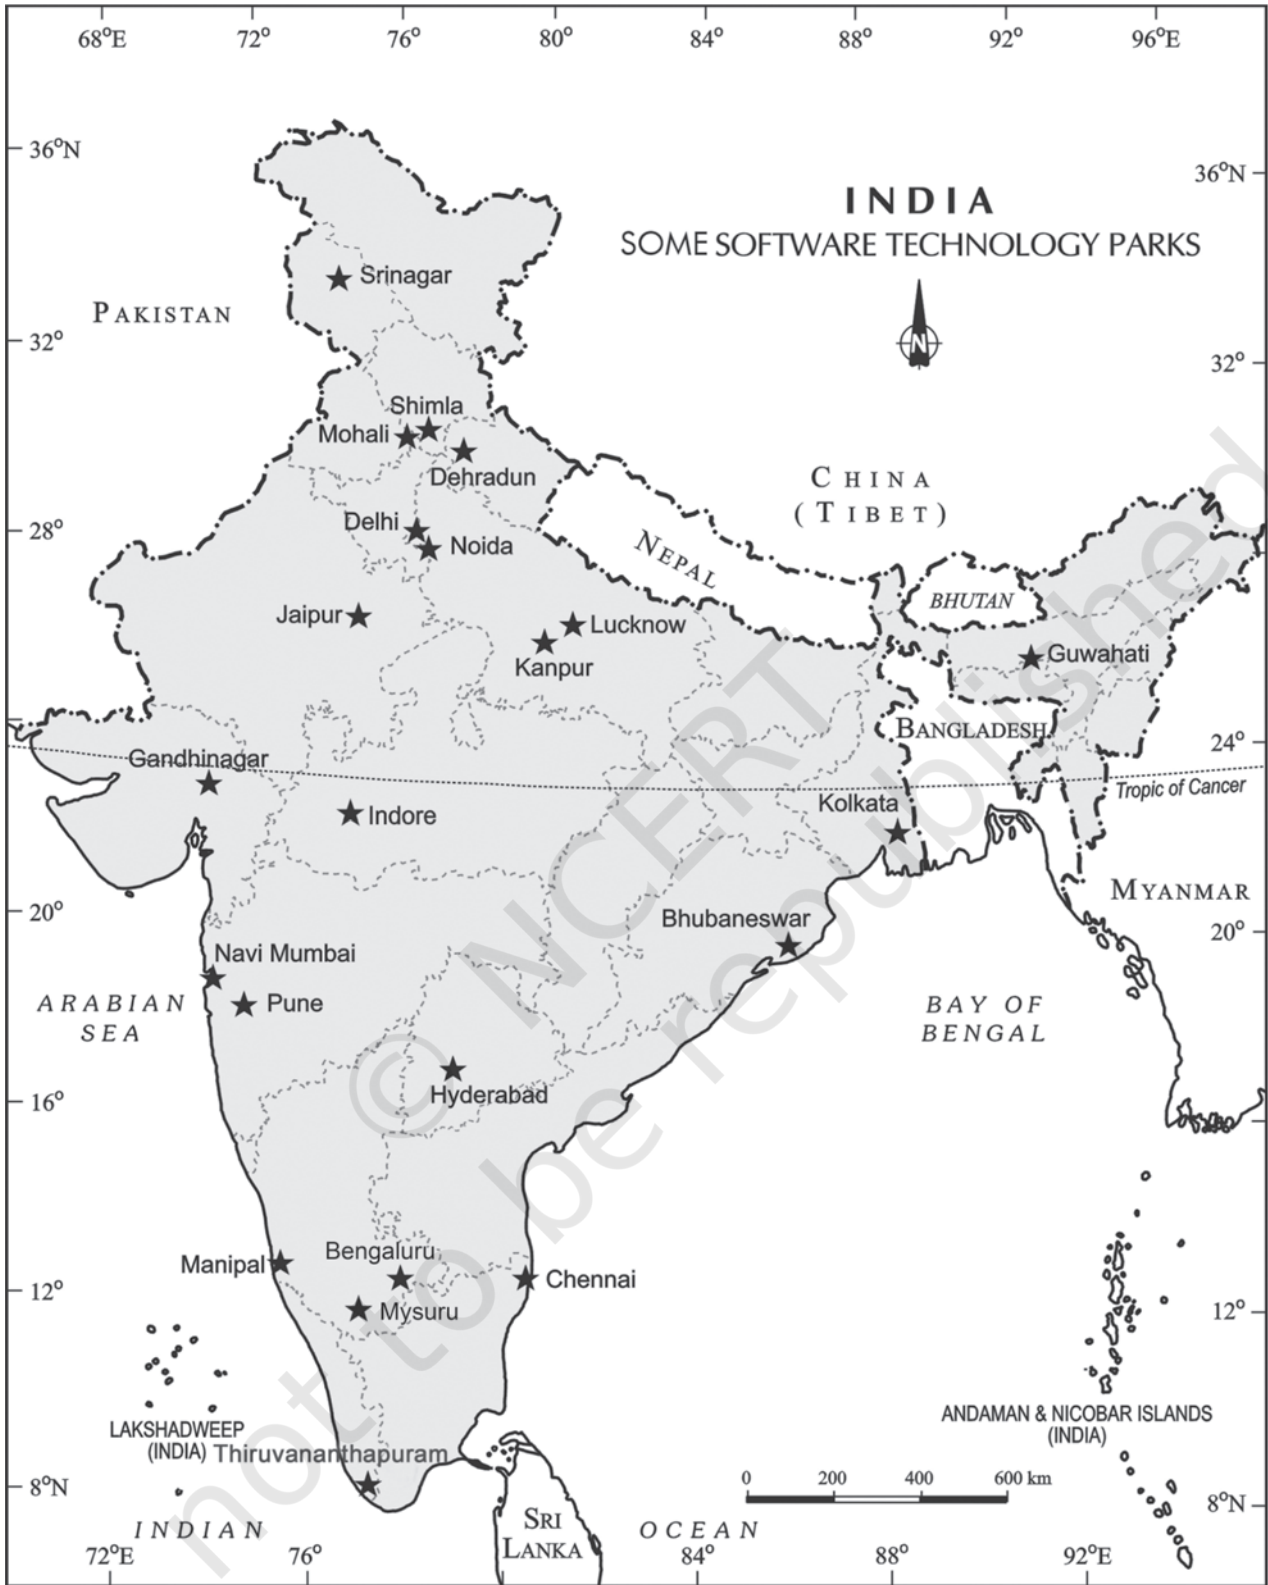 68°E 72° 76° 80° 84° 88° 92° 96°E
36°N
36°N
INDIA
SOME SOFTWARE TECHNOLOGY PARKS
Srinagar
PAKISTAN
N
32°
32°
Shimla
Mohali
Dehradun
CHINA
(TIBET)
Delhi
28°
Noida
NEPAL
BHUTAN
Jaipur
Lucknow
Kanpur
Guwahati
BANGLADESH
24°
Gandhinagar
Tropic of Cancer
Indore
Kolkata
MYANMAR
20°
Bhubaneswar
20°
Navi Mumbai
Pune
ARABIAN
SEA
BAY OF
BENGAL
Hyderabad
16°
© NCERT
not to be republished
Bengaluru
Manipal
Chennai
12°
Mysuru
12°
LAKSHADWEEP
(INDIA)
Thiruvananthapuram
ANDAMAN & NICOBAR ISLANDS
(INDIA)
0 200 400 600 km
8°N
8°N
SRI
LANKA
INDIAN OCEAN
72°E 76° 84° 88° 92°E